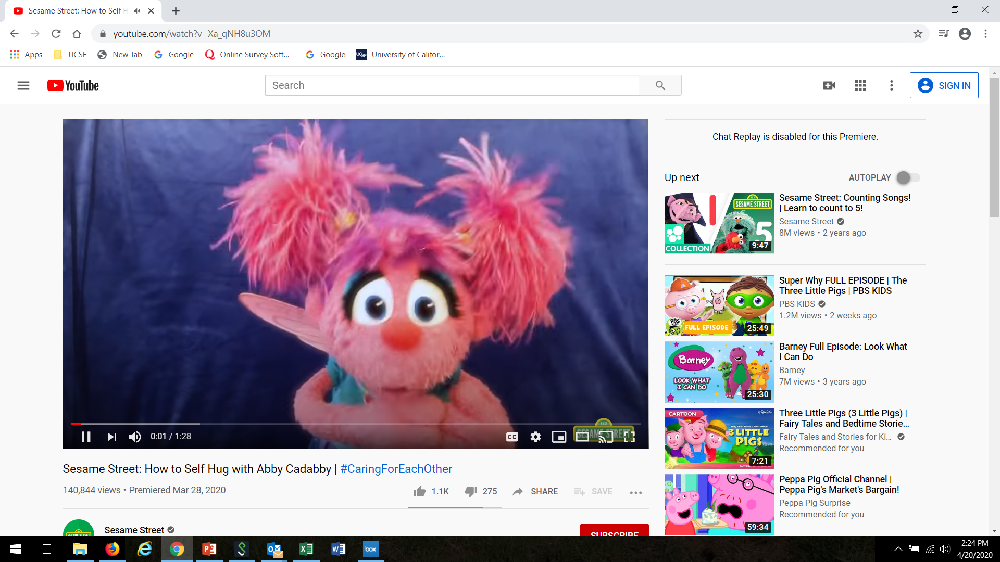 Sesame Street: How to Self H
youtube.com/watch?v=Xa_qNH8u3OM
Apps UCSF New Tab Google Online Survey Soft... Google UCSF University of Califor...
YouTube
Search
SIGN IN
Chat Replay is disabled for this Premiere.
Up next
AUTOPLAY
123
SESAME STREET
5
COLLECTION
9:47
Sesame Street: Counting Songs!
| Learn to count to 5!
Sesame Street
8M views • 2 years ago
PBS KIDS
FULL EPISODE
25:49
Super Why FULL EPISODE | The
Three Little Pigs | PBS KIDS
PBS KIDS
1.2M views • 2 weeks ago
Barney
LOOK WHAT
I CAN DO
25:30
Barney Full Episode: Look What
I Can Do
Barney
7M views • 3 years ago
CARTOON
3 LITTLE
PIGS
7:21
Three Little Pigs (3 Little Pigs) |
Fairy Tales and Bedtime Storie...
Fairy Tales and Stories for Ki...
Recommended for you
59:34
Peppa Pig Official Channel |
Peppa Pig's Market's Bargain!
Peppa Pig Surprise
Recommended for you
123
SESAME STREET
0:01 / 1:28
CC
Sesame Street: How to Self Hug with Abby Cadabby | #CaringForEachOther
140,844 views • Premiered Mar 28, 2020
1.1K 275 SHARE SAVE
SESAME STREET
Sesame Street
SUBSCRIBE
box
2:24 PM
4/20/2020